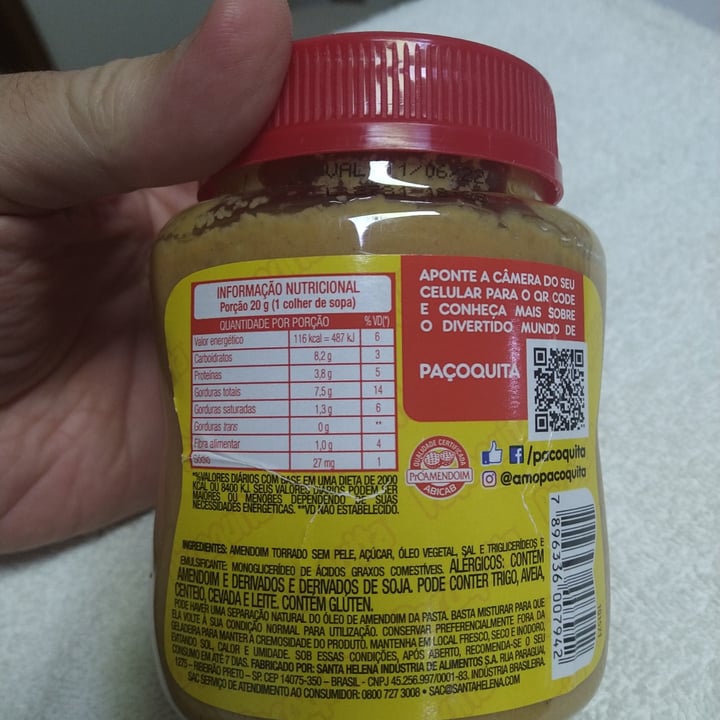 VAL 1/06/22
INFORMAÇÃO NUTRICIONAL
Porção 20 g (1 colher de sopa)
QUANTIDADE POR PORÇÃO % VD(*)
Valor energético 116 kcal = 487 kJ 6
Carboidratos 8,2 g 3
Proteínas 3,8 g 5
Gorduras totais 7,5 g 14
Gorduras saturadas 1,3 g 6
Gorduras trans 0 g **
Fibra alimentar 1,0 g 4
Sódio 27 mg 1
*%VALORES DIÁRIOS COM BASE EM UMA DIETA DE 2000
KCAL OU 8400 KJ. SEUS VALORES DIÁRIOS PODEM SER
MAIORES OU MENORES DEPENDENDO DE SUAS
NECESSIDADES ENERGÉTICAS. **VD NÃO ESTABELECIDO.
APONTE A CÂMERA DO SEU
CELULAR PARA O QR CODE
E CONHEÇA MAIS SOBRE
O DIVERTIDO MUNDO DE
PAÇOQUITA
QUALIDADE CERTIFICADA
PRÓAMENDOIM
ABICAB
/pacoquita
@amopacoquita
INGREDIENTES: AMENDOIM TORRADO SEM PELE, AÇÚCAR, ÓLEO VEGETAL, SAL E TRIGLICERÍDEOS E
EMULSIFICANTE: MONOGLICERÍDEO DE ÁCIDOS GRAXOS COMESTÍVEIS. ALÉRGICOS: CONTÉM
AMENDOIM E DERIVADOS E DERIVADOS DE SOJA. PODE CONTER TRIGO, AVEIA,
CENTEIO, CEVADA E LEITE. CONTÉM GLÚTEN.
PODE HAVER UMA SEPARAÇÃO NATURAL DO ÓLEO DE AMENDOIM DA PASTA. BASTA MISTURAR PARA QUE
ELA VOLTE À SUA CONDIÇÃO NORMAL PARA UTILIZAÇÃO. CONSERVAR PREFERENCIALMENTE FORA DA
GELADEIRA PARA MANTER A CREMOSIDADE DO PRODUTO. MANTENHA EM LOCAL FRESCO, SECO E INODORO,
EVITANDO SOL, CALOR E UMIDADE. SOB ESSAS CONDIÇÕES, APÓS ABERTO, RECOMENDA-SE O SEU
CONSUMO EM ATÉ 7 DIAS. FABRICADO POR: SANTA HELENA INDÚSTRIA DE ALIMENTOS S.A. RUA PARAGUAI,
1275 – RIBEIRÃO PRETO – SP. CEP 14075-350 – BRASIL - CNPJ 45.256.997/0001-83. INDÚSTRIA BRASILEIRA.
SAC SERVIÇO DE ATENDIMENTO AO CONSUMIDOR: 0800 727 3008 • SAC@SANTAHELENA.COM
7896336007942